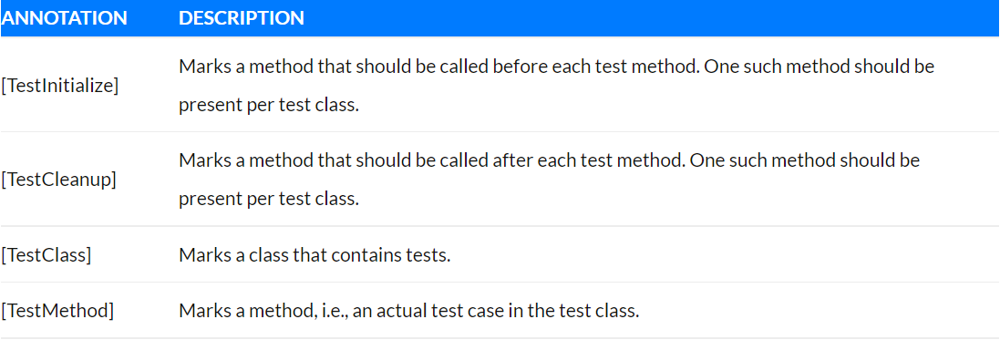 ANNOTATION DESCRIPTION
[TestInitialize] Marks a method that should be called before each test method. One such method should be
present per test class.
[TestCleanup] Marks a method that should be called after each test method. One such method should be
present per test class.
[TestClass] Marks a class that contains tests.
[TestMethod] Marks a method, i.e., an actual test case in the test class.